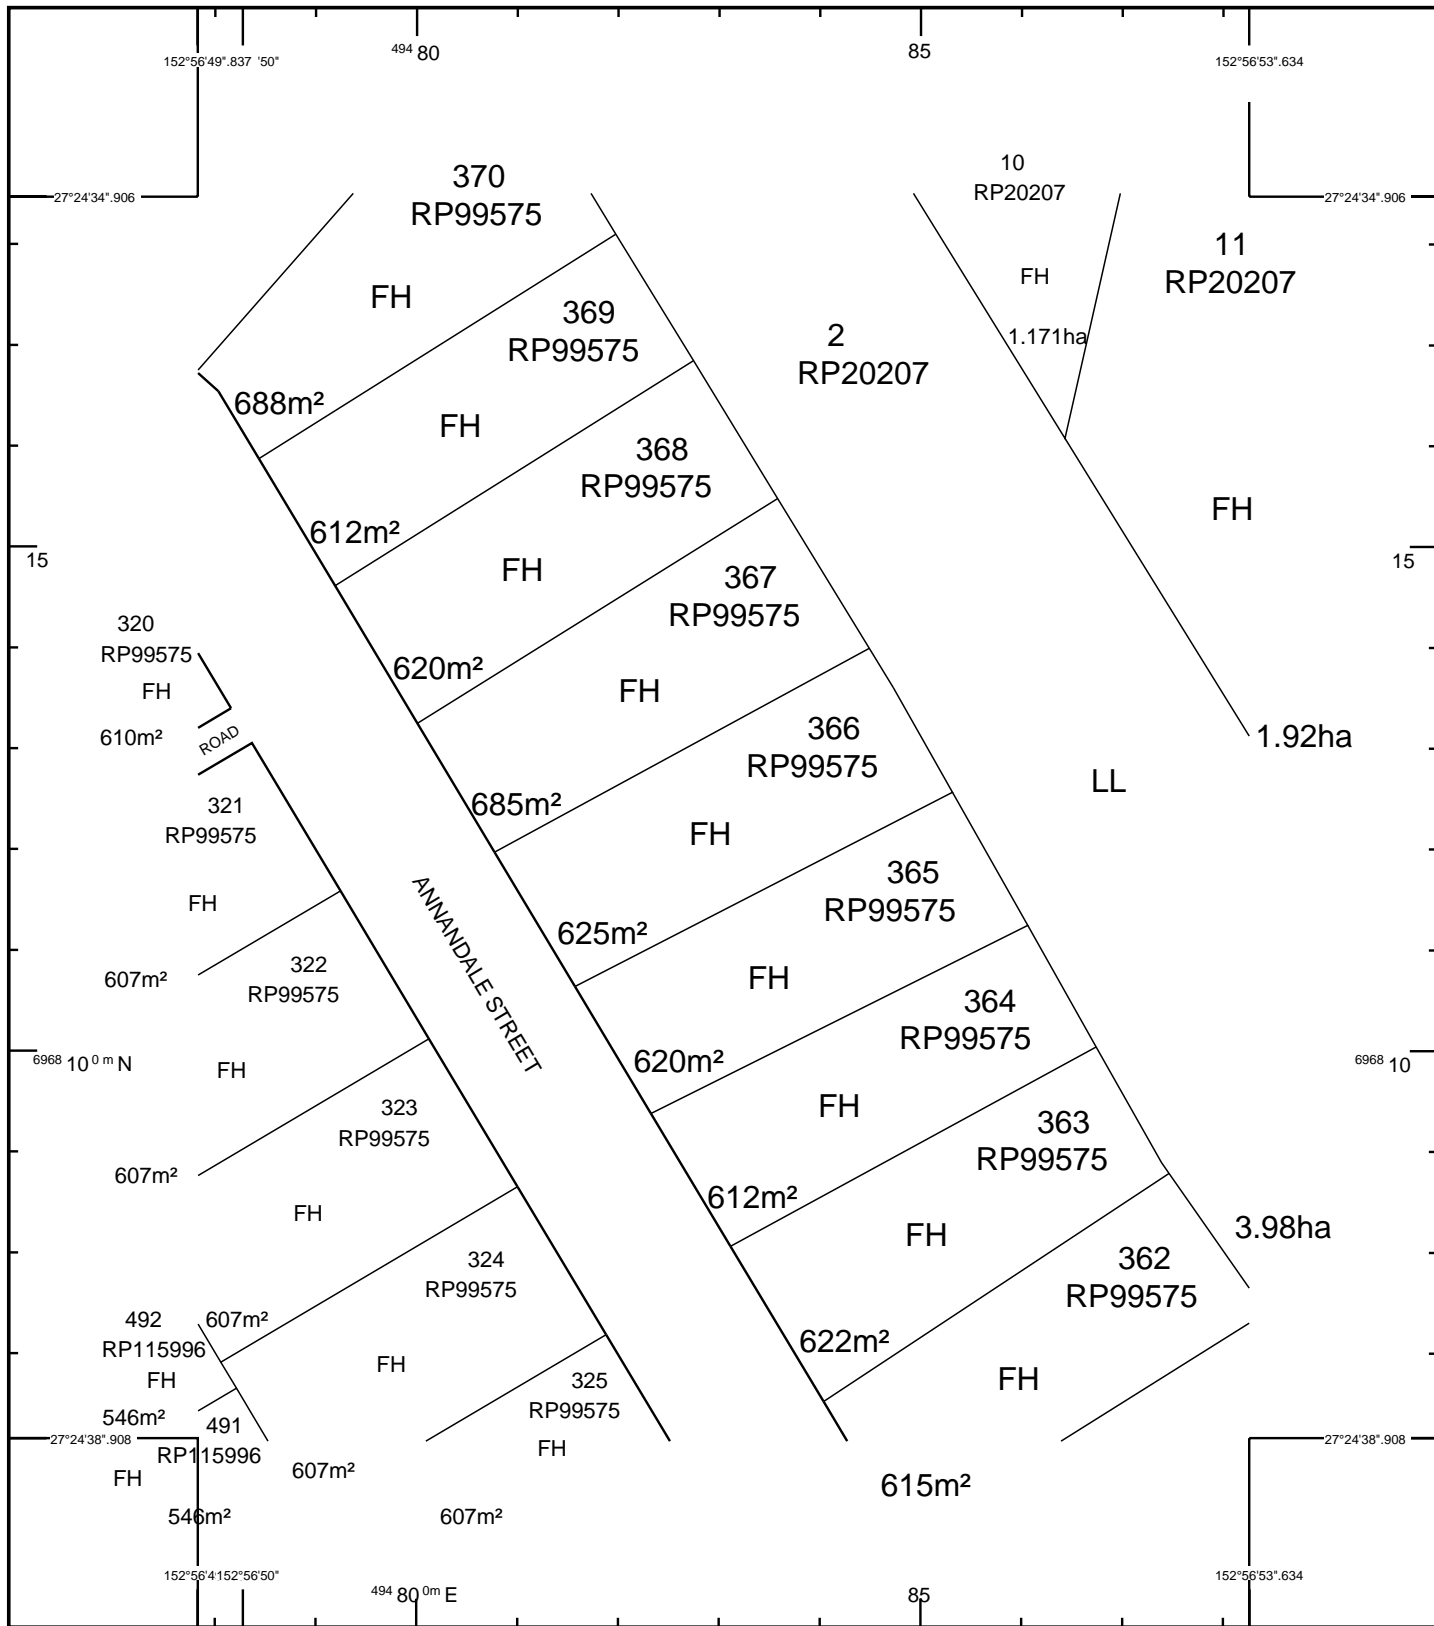 494 80
85
152°56'49".837 '50"
152°56'53".634
27°24'34".906
27°24'34".906
370
RP99575
FH
688m²
369
RP99575
FH
612m²
368
RP99575
FH
620m²
367
RP99575
FH
685m²
366
RP99575
FH
625m²
365
RP99575
FH
620m²
364
RP99575
FH
612m²
363
RP99575
FH
622m²
362
RP99575
FH
615m²
10
RP20207
FH
1.171ha
11
RP20207
FH
1.92ha
2
RP20207
LL
3.98ha
15
15
320
RP99575
FH
610m²
ROAD
321
RP99575
FH
607m²
322
RP99575
FH
607m²
ANNANDALE STREET
6968 10 0 m N
6968 10
323
RP99575
FH
607m²
324
RP99575
FH
607m²
325
RP99575
FH
607m²
492
RP115996
FH
546m²
491
RP115996
FH
546m²
27°24'38".908
27°24'38".908
152°56'4
152°56'50"
494 80 0m E
85
152°56'53".634